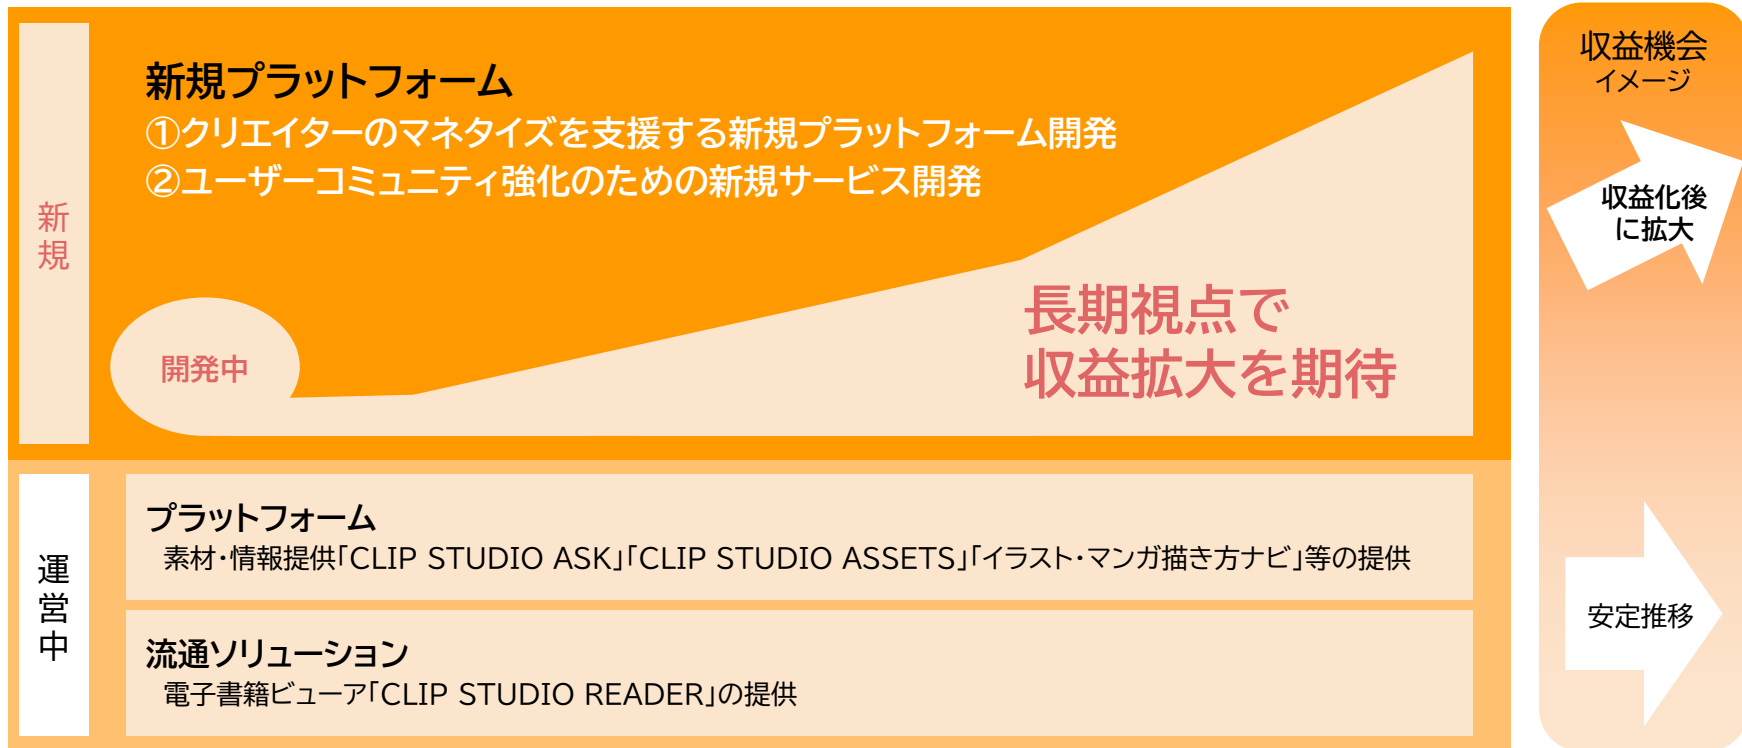 新規
新規プラットフォーム
①クリエイターのマネタイズを支援する新規プラットフォーム開発
②ユーザーコミュニティ強化のための新規サービス開発
開発中
長期視点で
収益拡大を期待
運営中
プラットフォーム
素材・情報提供「CLIP STUDIO ASK」「CLIP STUDIO ASSETS」「イラスト・マンガ描き方ナビ」等の提供
流通ソリューション
電子書籍ビューア「CLIP STUDIO READER」の提供
収益機会
イメージ
収益化後
に拡大
安定推移